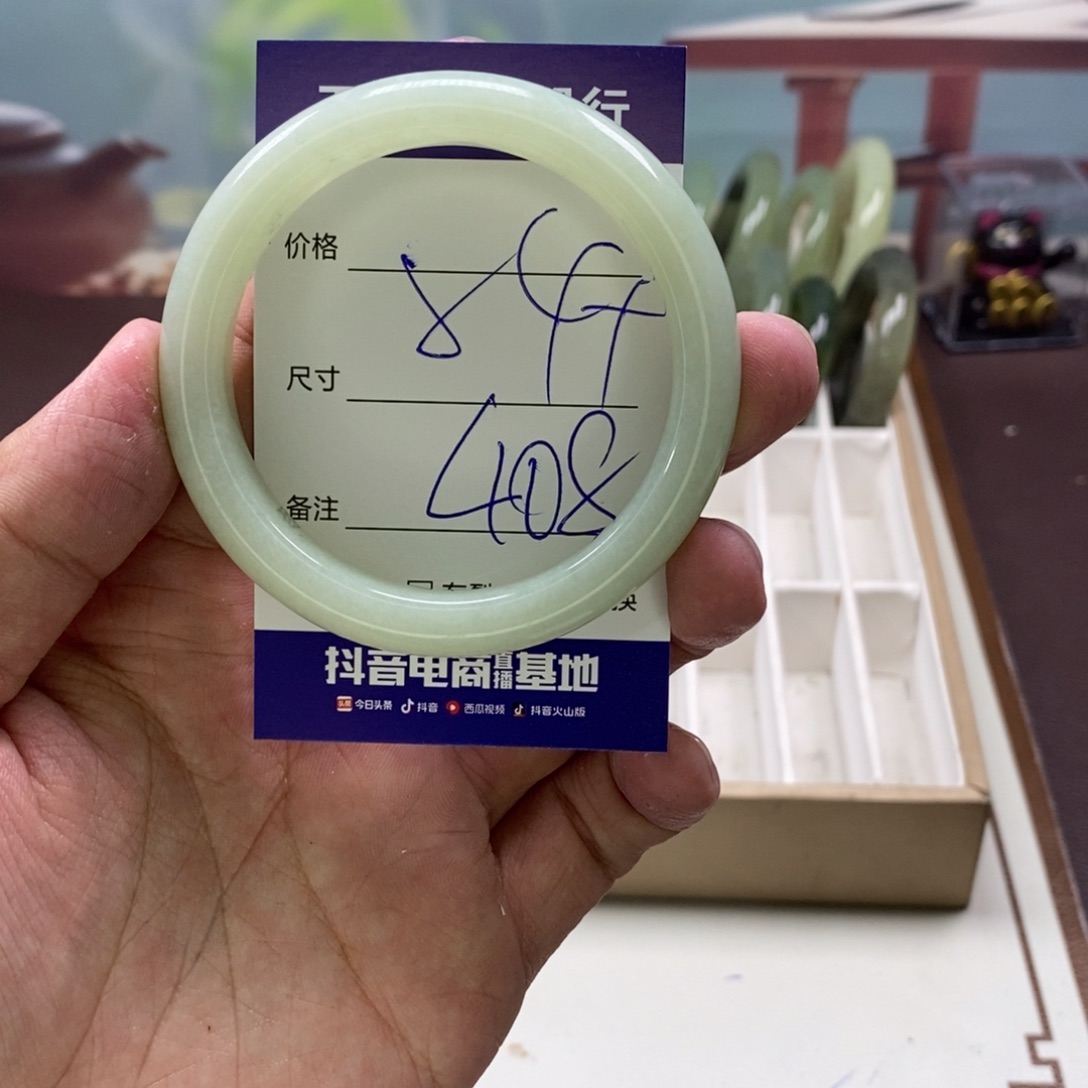 行
价格
844
尺寸
408
备注
抖音电商直播基地
今日头条 抖音 西瓜视频 抖音火山版